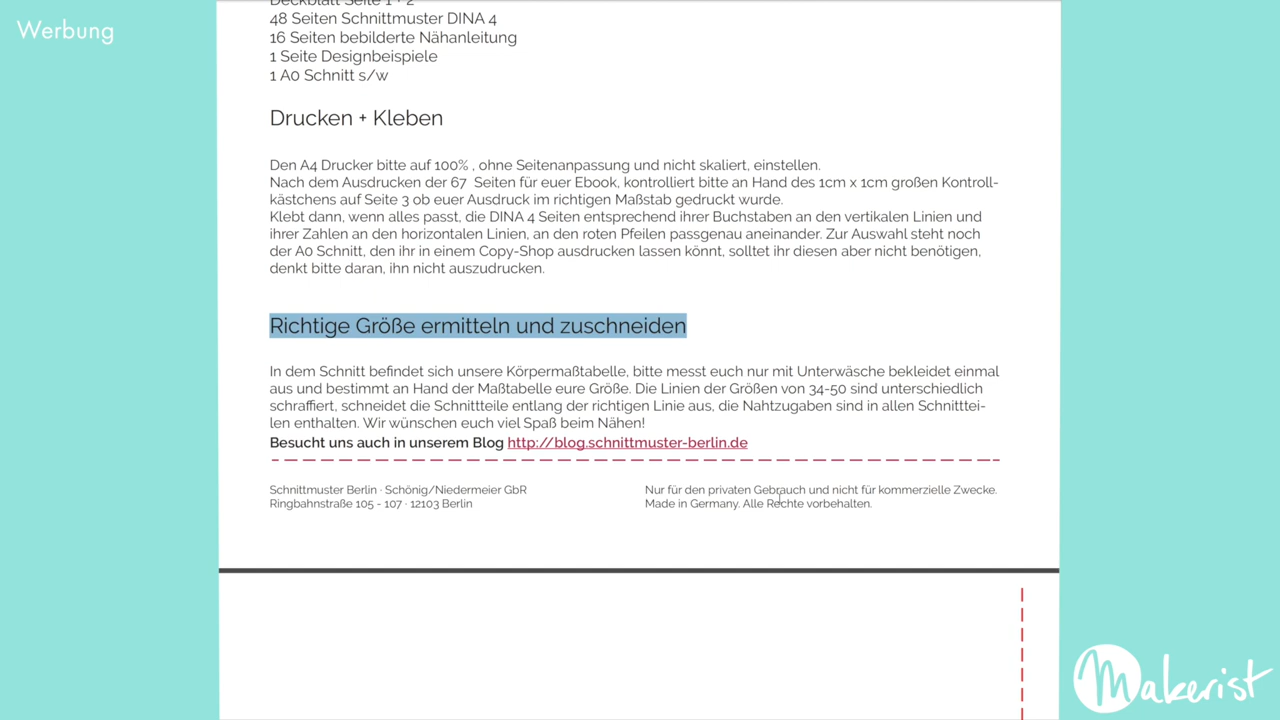 Werbung
Deckblatt Seite 1 + 2
48 Seiten Schnittmuster DINA 4
16 Seiten bebilderte Nähanleitung
1 Seite Designbeispiele
1 A0 Schnitt s/w
Drucken + Kleben
Den A4 Drucker bitte auf 100% , ohne Seitenanpassung und nicht skaliert, einstellen.
Nach dem Ausdrucken der 67 Seiten für euer Ebook, kontrolliert bitte an Hand des 1cm x 1cm großen Kontroll-
kästchens auf Seite 3 ob euer Ausdruck im richtigen Maßstab gedruckt wurde.
Klebt dann, wenn alles passt, die DINA 4 Seiten entsprechend ihrer Buchstaben an den vertikalen Linien und
ihrer Zahlen an den horizontalen Linien, an den roten Pfeilen passgenau aneinander. Zur Auswahl steht noch
der A0 Schnitt, den ihr in einem Copy-Shop ausdrucken lassen könnt, solltet ihr diesen aber nicht benötigen,
denkt bitte daran, ihn nicht auszudrucken.
Richtige Größe ermitteln und zuschneiden
In dem Schnitt befindet sich unsere Körpermaßtabelle, bitte messt euch nur mit Unterwäsche bekleidet einmal
aus und bestimmt an Hand der Maßtabelle eure Größe. Die Linien der Größen von 34-50 sind unterschiedlich
schraffiert, schneidet die Schnittteile entlang der richtigen Linie aus, die Nahtzugaben sind in allen Schnittei-
len enthalten. Wir wünschen euch viel Spaß beim Nähen!
Besucht uns auch in unserem Blog http://blog.schnittmuster-berlin.de
Schnittmuster Berlin · Schönig/Niedermeier GbR
Ringbahnstraße 105 - 107 · 12103 Berlin
Nur für den privaten Gebrauch und nicht für kommerzielle Zwecke.
Made in Germany. Alle Rechte vorbehalten.
Makerist